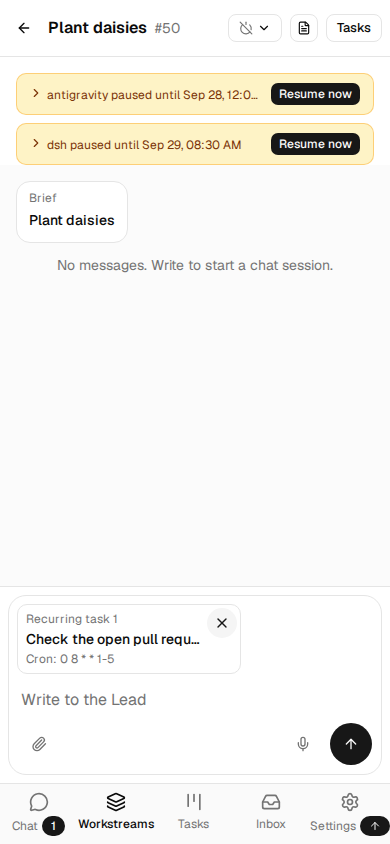 Plant daisies #50
Tasks
antigravity paused until Sep 28, 12:0...
Resume now
dsh paused until Sep 29, 08:30 AM
Resume now
Brief
Plant daisies
No messages. Write to start a chat session.
Recurring task 1
Check the open pull requ...
Cron: 0 8 * * 1-5
Write to the Lead
Chat 1
Workstreams
Tasks
Inbox
Settings